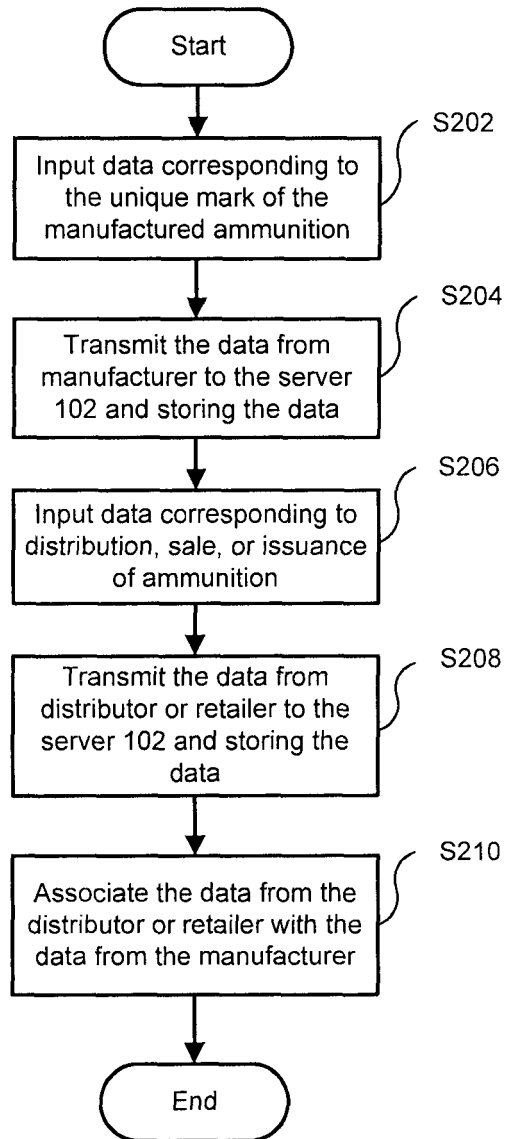 Start
S202
Input data corresponding to
the unique mark of the
manufactured ammunition
S204
Transmit the data from
manufacturer to the server
102 and storing the data
S206
Input data corresponding to
distribution, sale, or issuance
of ammunition
S208
Transmit the data from
distributor or retailer to the
server 102 and storing the
data
S210
Associate the data from the
distributor or retailer with the
data from the manufacturer
End